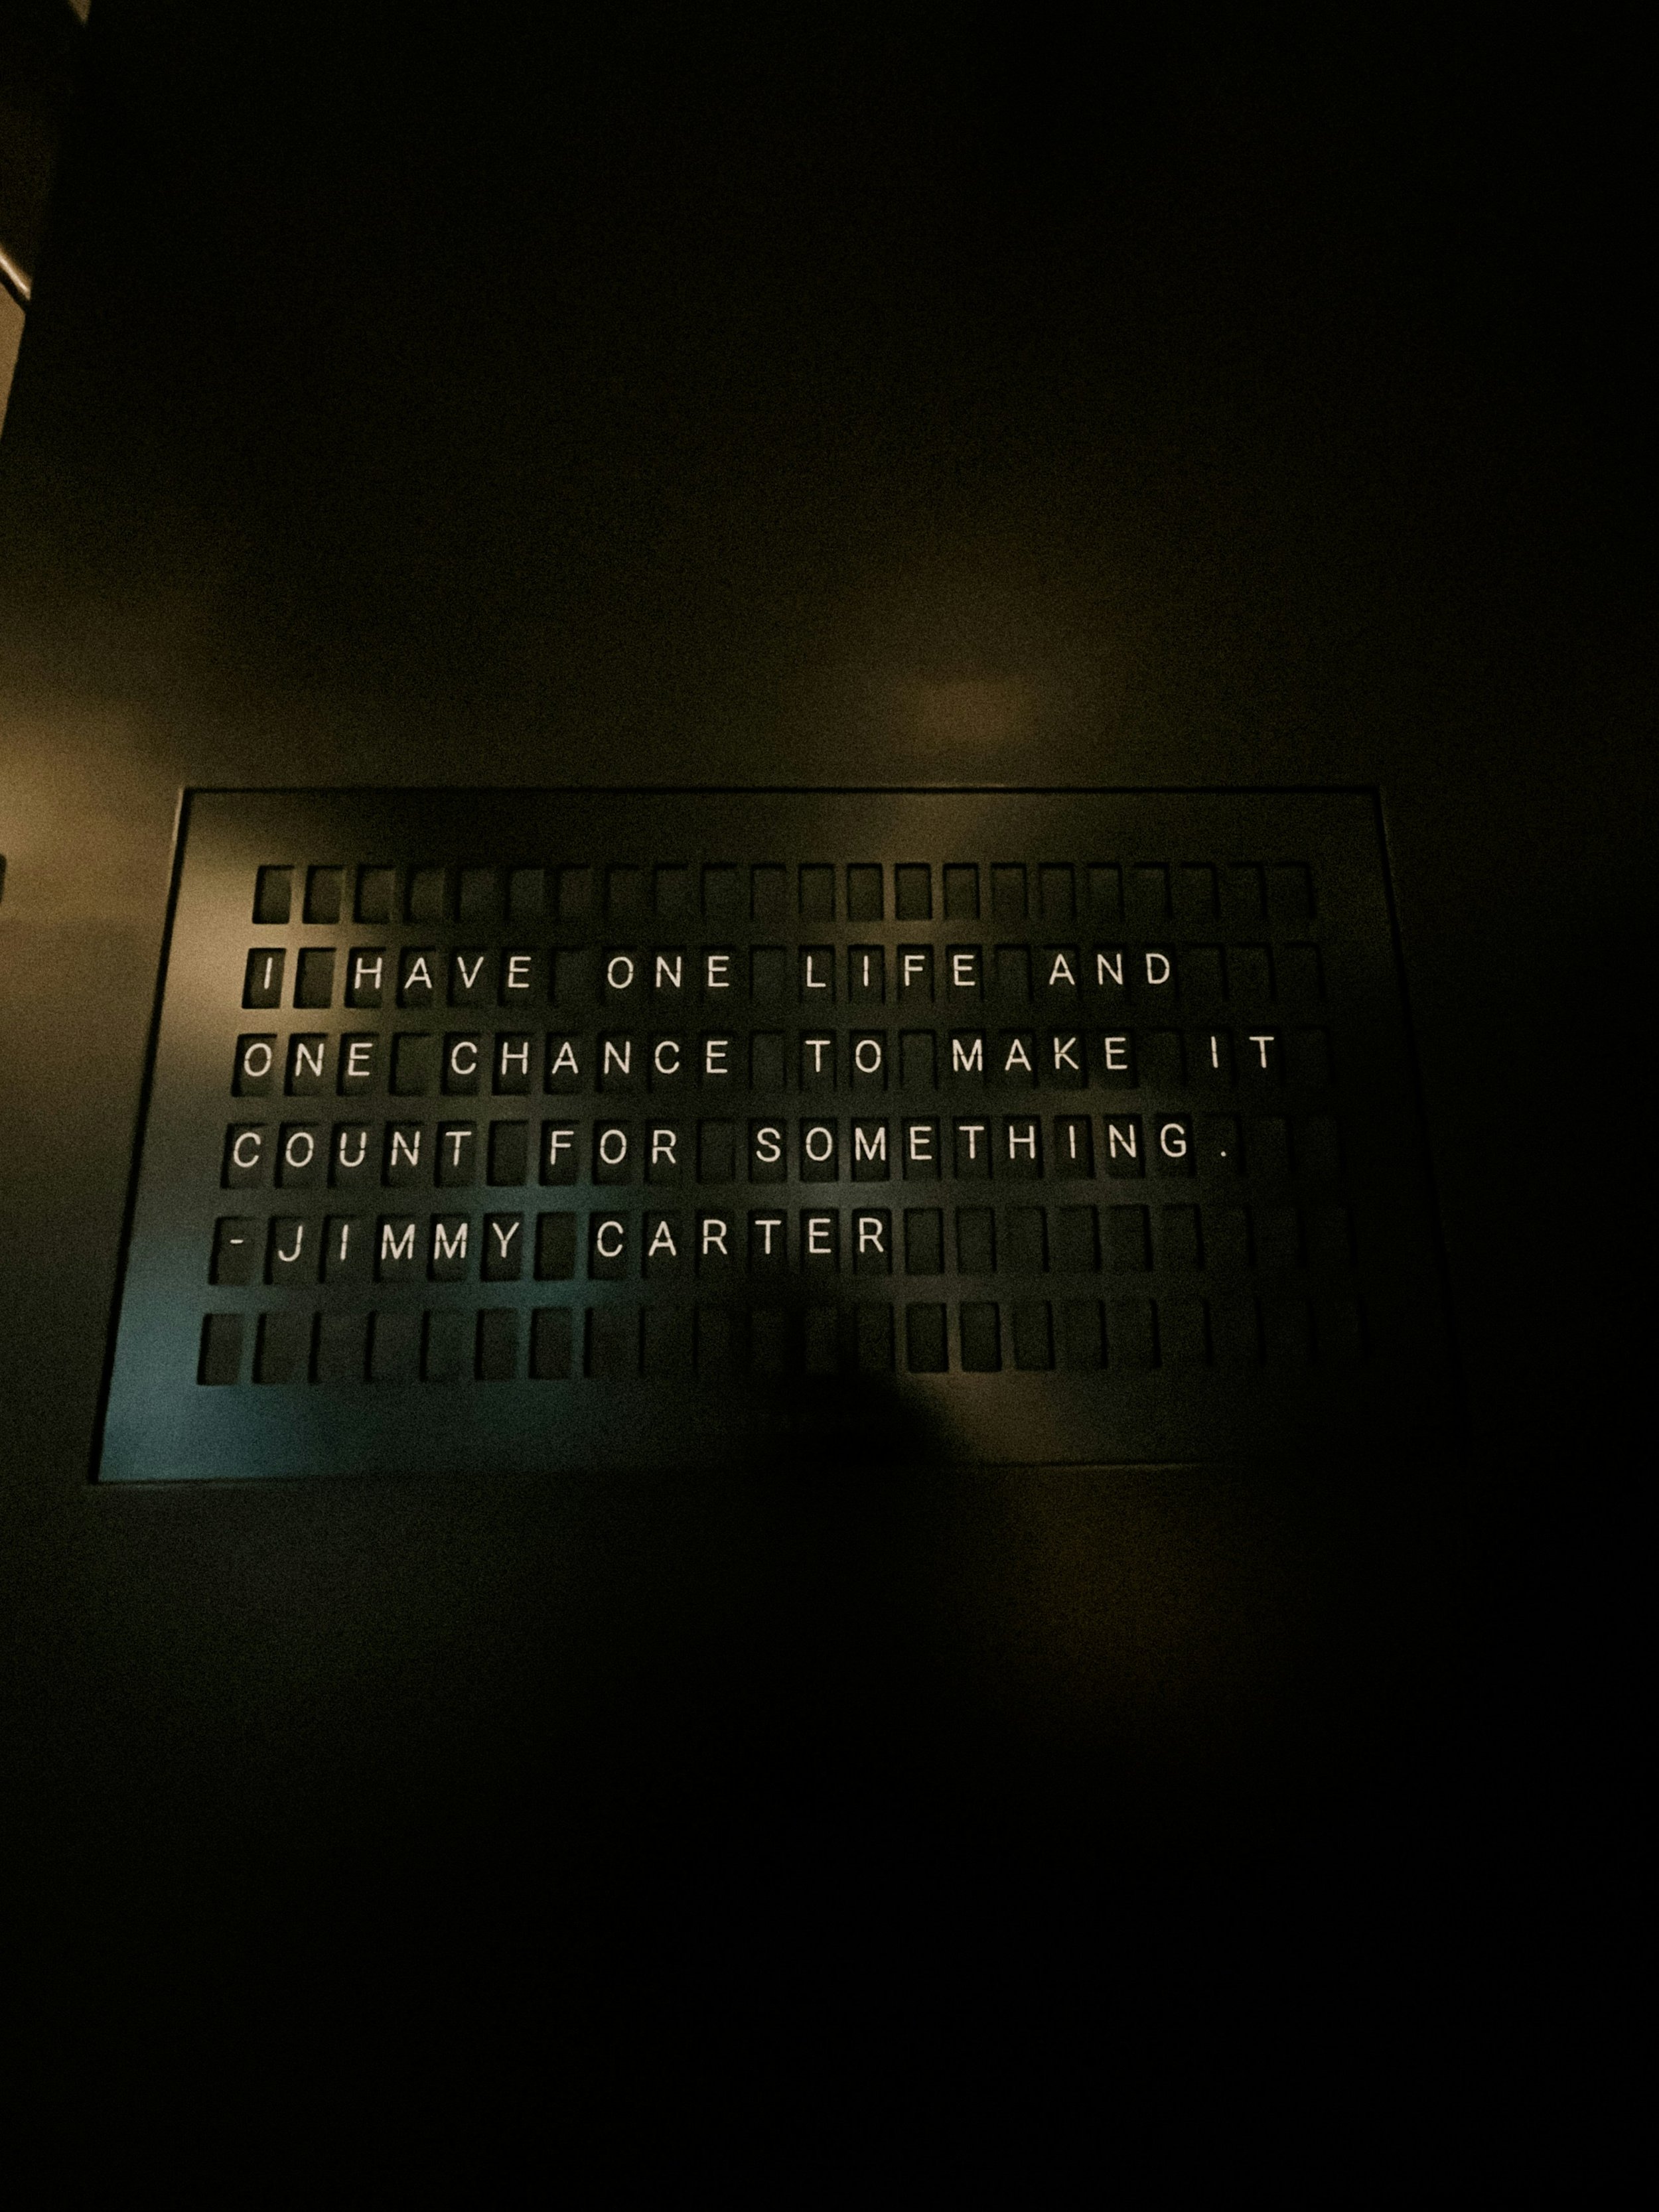 I HAVE ONE LIFE AND
ONE CHANCE TO MAKE IT
COUNT FOR SOMETHING.
-JIMMY CARTER